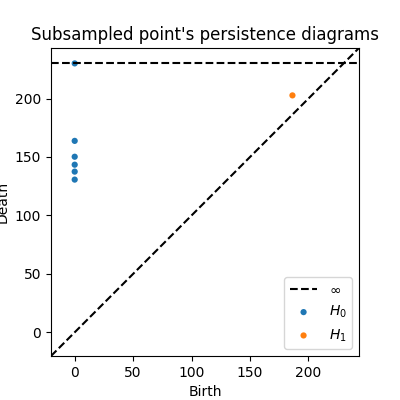 Subsampled point's persistence diagrams
Death
200
150
100
50
0
∞
H₀
H₁
0 50 100 150 200
Birth